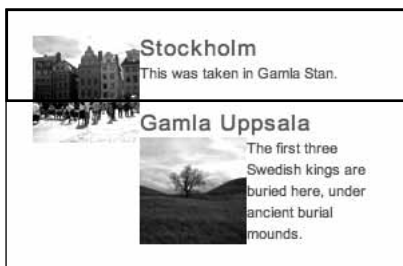 Stockholm
This was taken in Gamla Stan.
Gamla Uppsala
The first three
Swedish kings are
buried here, under
ancient burial
mounds.